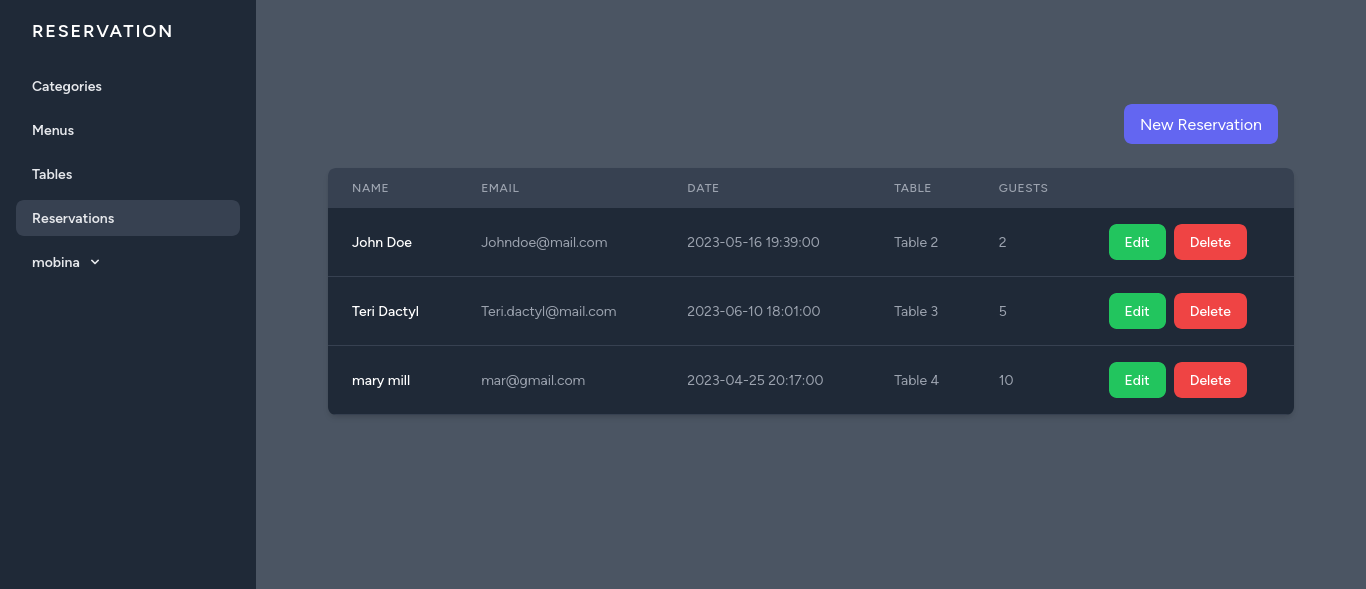 RESERVATION
Categories
Menus
Tables
Reservations
mobina
New Reservation
NAME EMAIL DATE TABLE GUESTS
John Doe Johndoe@mail.com 2023-05-16 19:39:00 Table 2 2 Edit Delete
Teri Dactyl Teri.dactyl@mail.com 2023-06-10 18:01:00 Table 3 5 Edit Delete
mary mill mar@gmail.com 2023-04-25 20:17:00 Table 4 10 Edit Delete